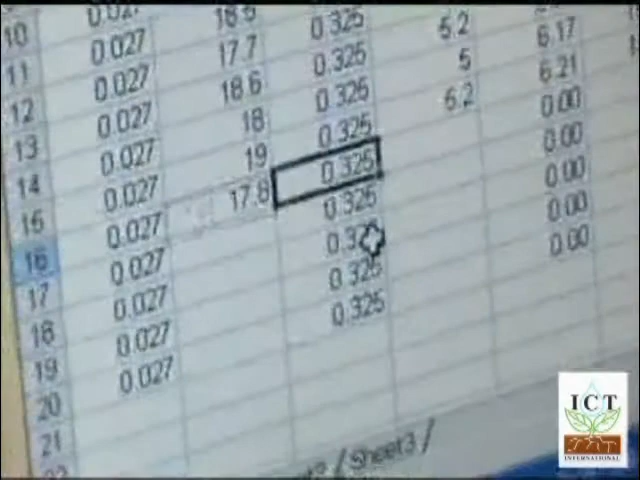 10 0.027
11 0.027 18.5
12 0.027 17.7 0.325
13 0.027 18.6 0.325 5.2
14 0.027 18 0.325 5 6.17
15 0.027 19 0.325 5.2 6.21
16 0.027 17.8 0.325 0.00
17 0.027 0.325 0.00
18 0.027 0.00
19 0.027 0.325 0.00
20 0.027 0.325 0.00
21
Sheet3
ICT
INTERNATIONAL